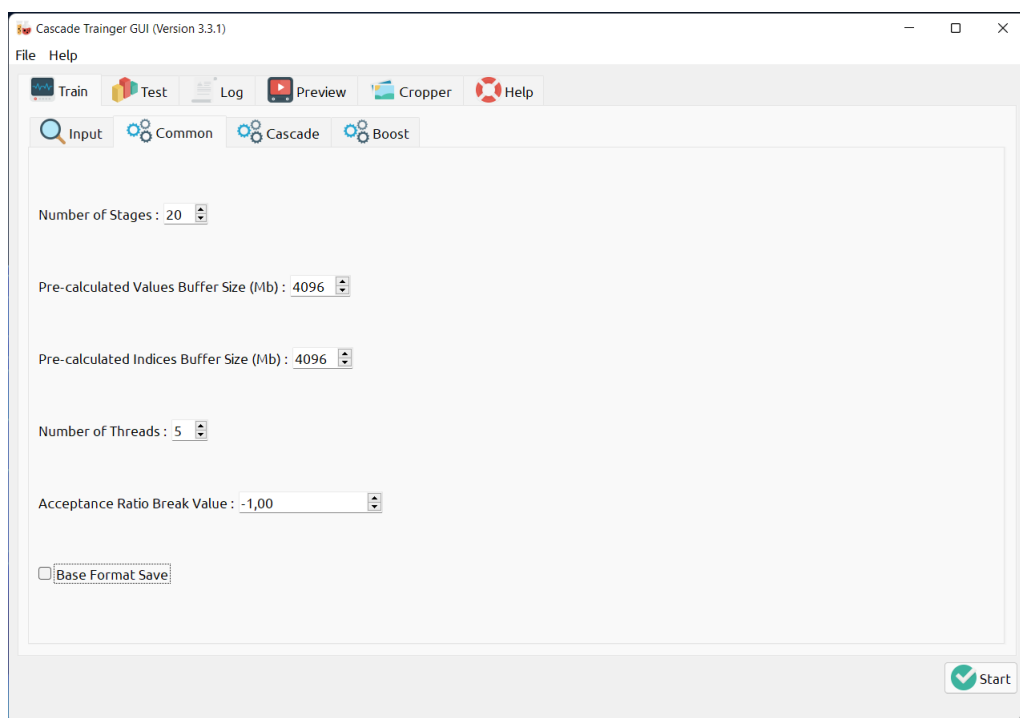 Cascade Trainger GUI (Version 3.3.1)
File Help
Train Test Log Preview Cropper Help
Input Common Cascade Boost
Number of Stages : 20
Pre-calculated Values Buffer Size (Mb) : 4096
Pre-calculated Indices Buffer Size (Mb) : 4096
Number of Threads : 5
Acceptance Ratio Break Value : -1,00
Base Format Save
Start